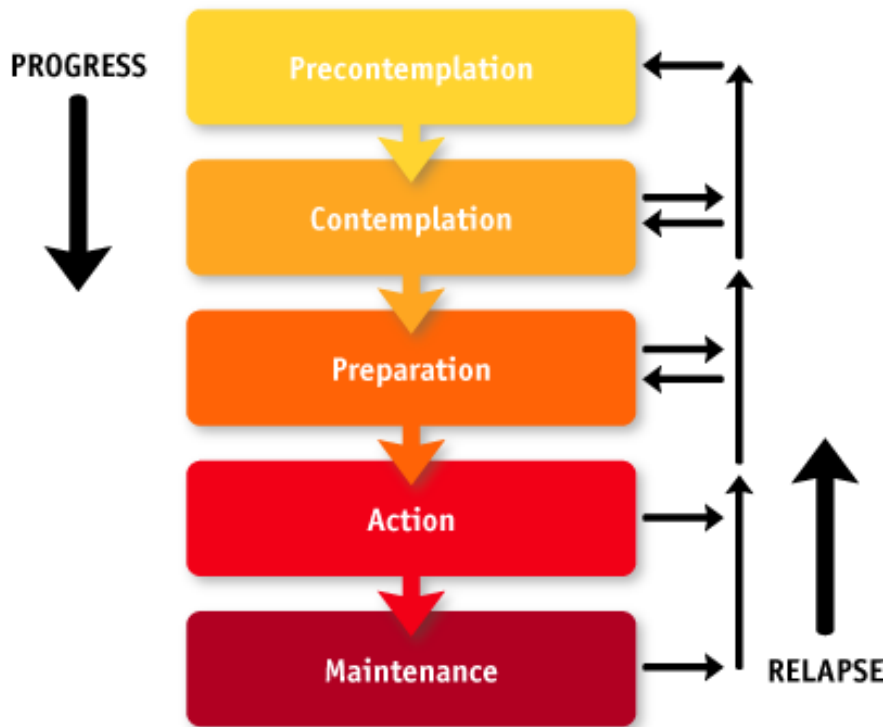 Precontemplation
PROGRESS
Contemplation
Preparation
Action
Maintenance
RELAPSE